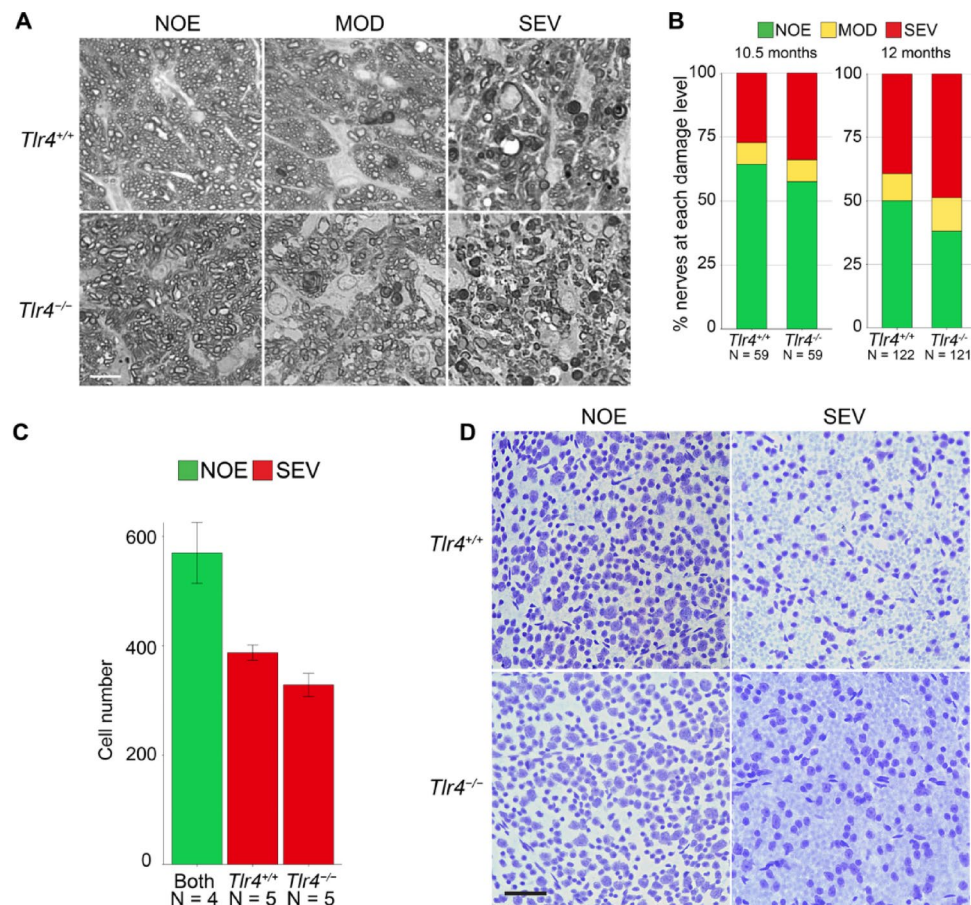 A
NOE MOD SEV
Tlr4+/+
Tlr4−/−
B
NOE MOD SEV
10.5 months 12 months
% nerves at each damage level
100 100
75 75
50 50
25 25
0 0
Tlr4+/+ Tlr4-/- Tlr4+/+ Tlr4-/-
N = 59 N = 59 N = 122 N = 121
C
NOE SEV
Cell number
600
400
200
0
Both Tlr4+/+ Tlr4−/−
N = 4 N = 5 N = 5
D
NOE SEV
Tlr4+/+
Tlr4−/−